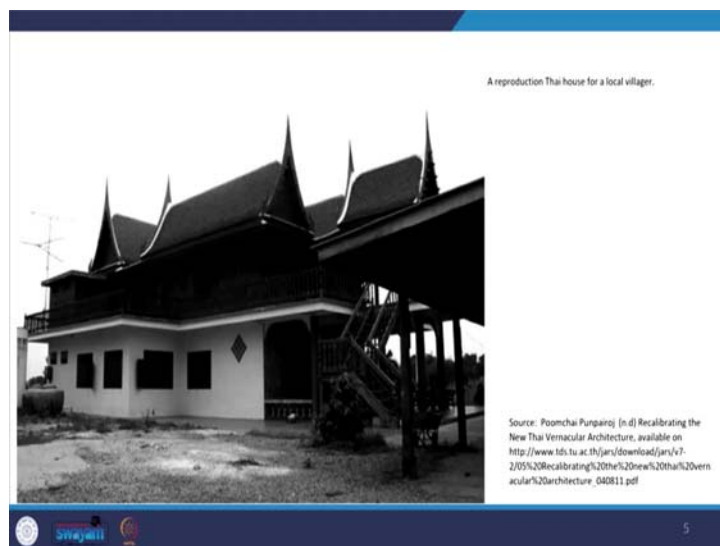 A reproduction Thai house for a local villager.
Source: Poomchai Punpairoj (n.d) Recalibrating the
New Thai Vernacular Architecture, available on
http://www.tds.tu.ac.th/jars/download/jars/v7-
2/05%20Recalibrating%20the%20new%20thai%20vern
acular%20architecture_040811.pdf
swayam
5